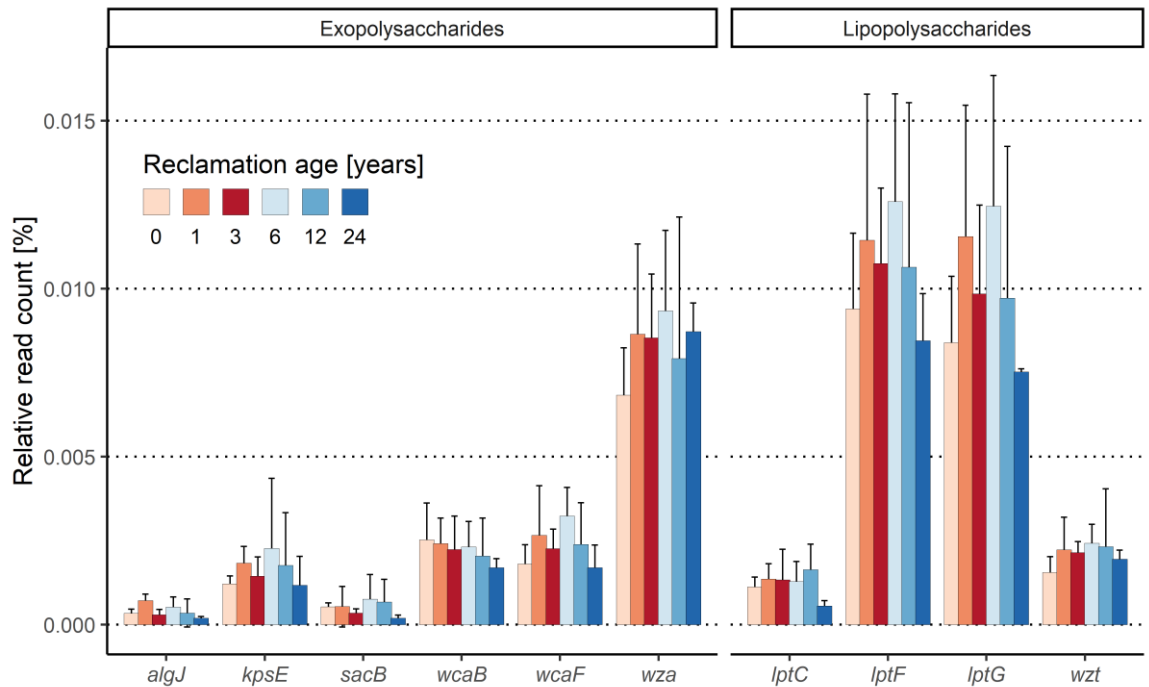 Exopolysaccharides
Lipopolysaccharides
Relative read count [%]
0.015
0.010
0.005
0.000
Reclamation age [years]
0 1 3 6 12 24
algJ kpsE sacB wcaB wcaF wza lptC lptF lptG wzt